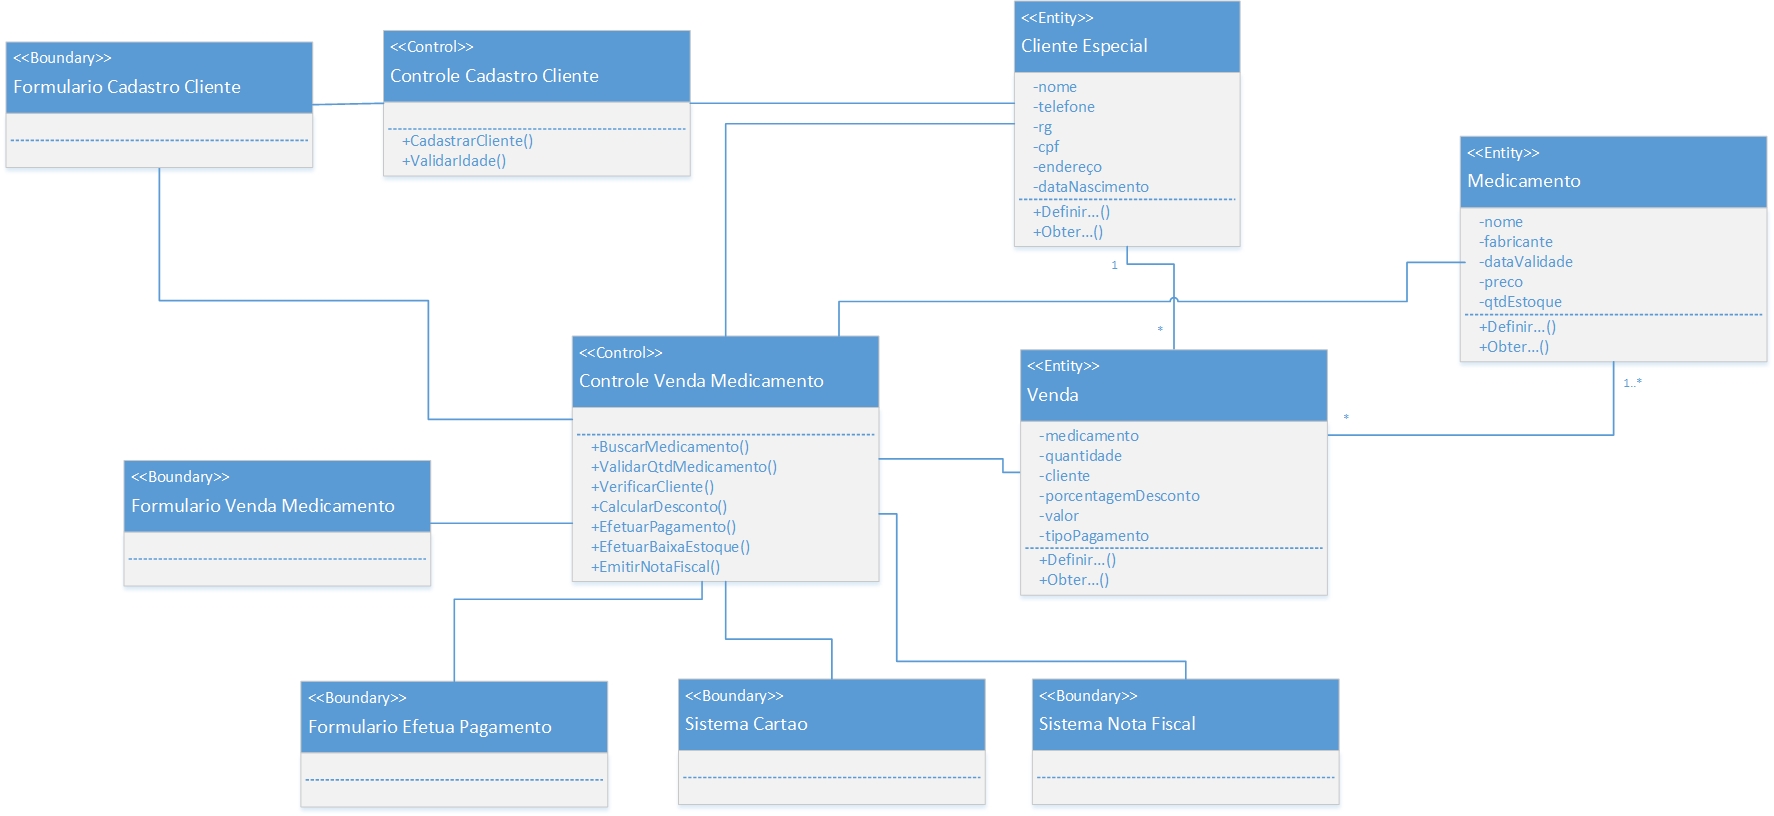 <<Boundary>>
Formulario Cadastro Cliente
<<Control>>
Controle Cadastro Cliente
+CadastrarCliente()
+ValidarIdade()
<<Entity>>
Cliente Especial
-nome
-telefone
-rg
-cpf
-endereço
-dataNascimento
+Definir...()
+Obter...()
1
*
<<Entity>>
Medicamento
-nome
-fabricante
-dataValidade
-preco
-qtdEstoque
+Definir...()
+Obter...()
1..*
*
<<Control>>
Controle Venda Medicamento
+BuscarMedicamento()
+ValidarQtdMedicamento()
+VerificarCliente()
+CalcularDesconto()
+EfetuarPagamento()
+EfetuarBaixaEstoque()
+EmitirNotaFiscal()
<<Entity>>
Venda
-medicamento
-quantidade
-cliente
-porcentagemDesconto
-valor
-tipoPagamento
+Definir...()
+Obter...()
<<Boundary>>
Formulario Venda Medicamento
<<Boundary>>
Formulario Efetua Pagamento
<<Boundary>>
Sistema Cartao
<<Boundary>>
Sistema Nota Fiscal